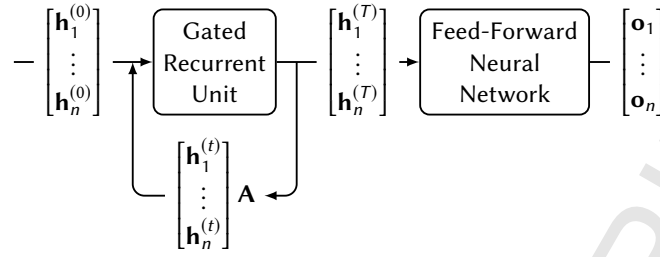 h_1^{(0)}
⋮
h_n^{(0)}
Gated
Recurrent
Unit
h_1^{(T)}
⋮
h_n^{(T)}
Feed-Forward
Neural
Network
o_1
⋮
o_n
h_1^{(t)}
⋮ A
h_n^{(t)}